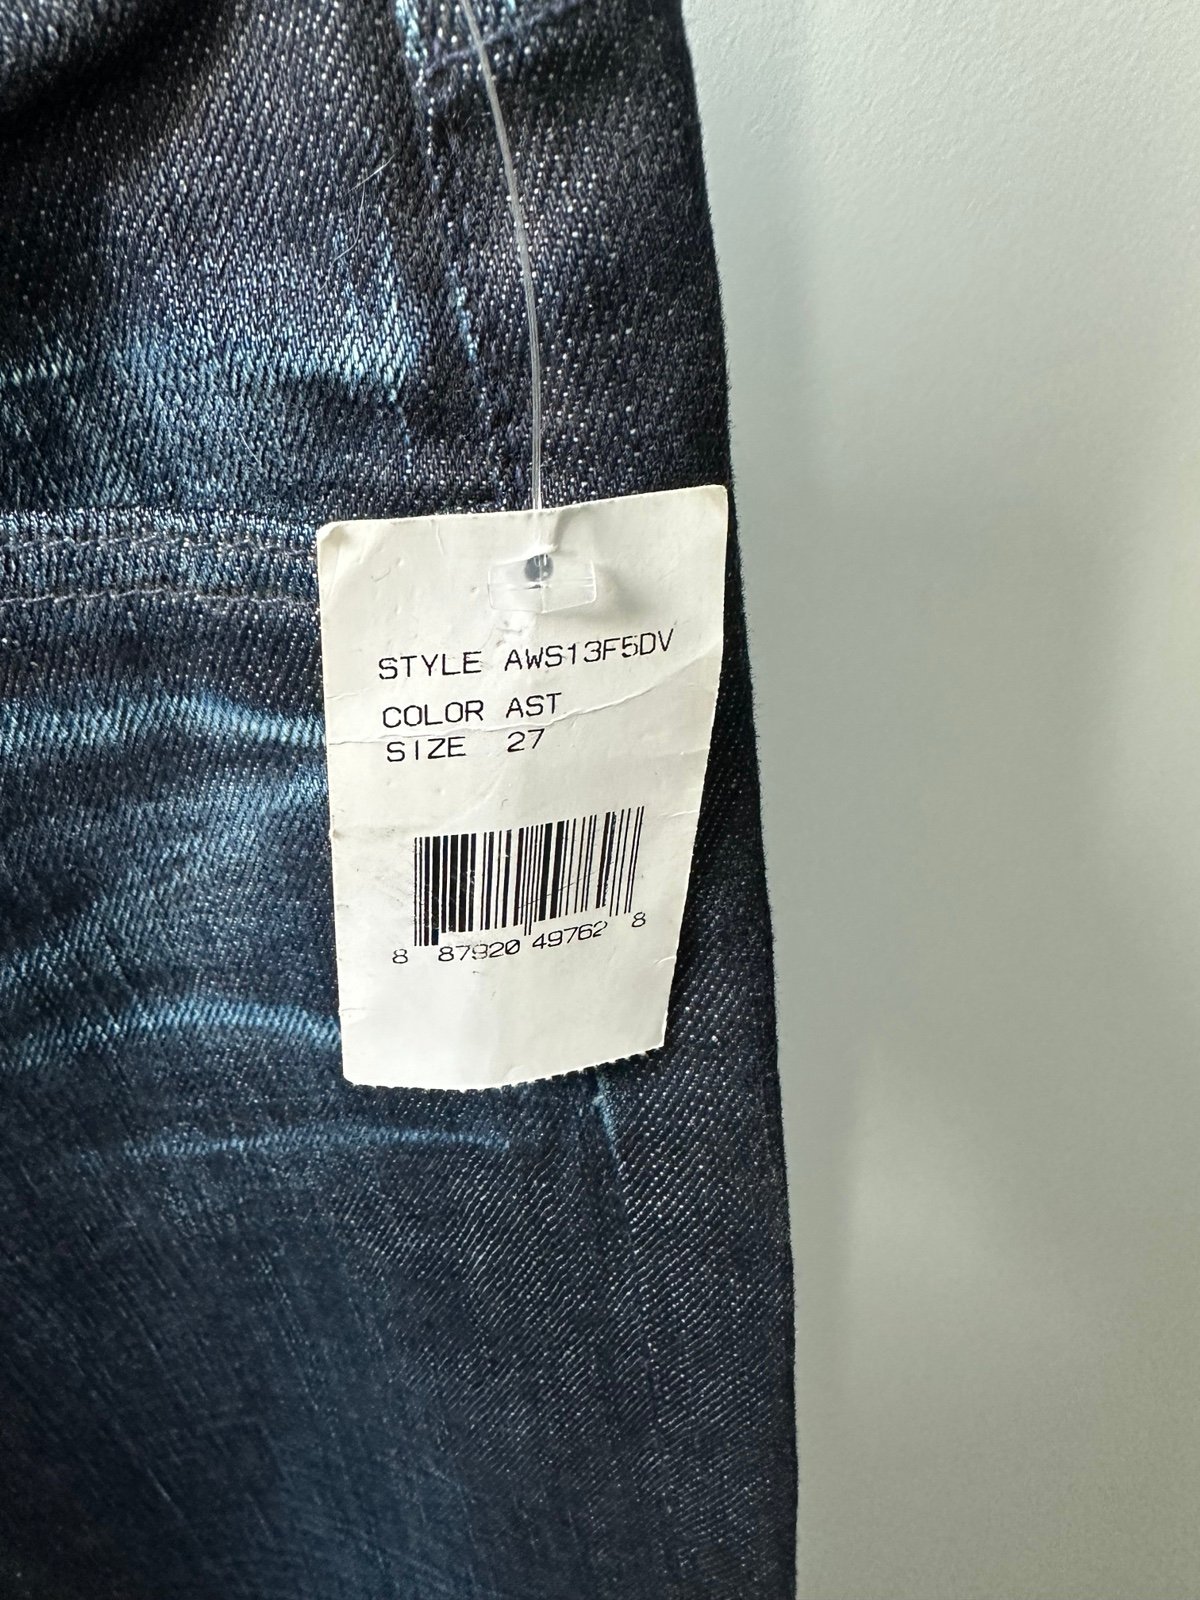 STYLE AWS13F5DV
COLOR AST
SIZE 27
8 87920 49762 8